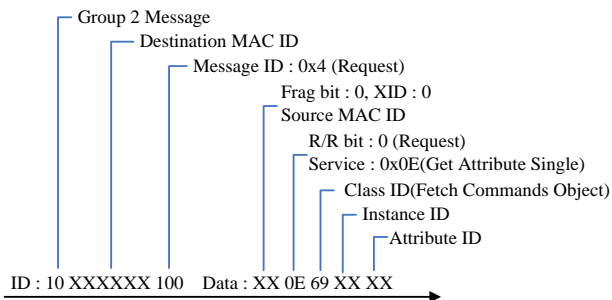 Group 2 Message
Destination MAC ID
Message ID : 0x4 (Request)
Frag bit : 0, XID : 0
Source MAC ID
R/R bit : 0 (Request)
Service : 0x0E(Get Attribute Single)
Class ID(Fetch Commands Object)
Instance ID
Attribute ID
ID : 10 XXXXXX 100 Data : XX 0E 69 XX XX